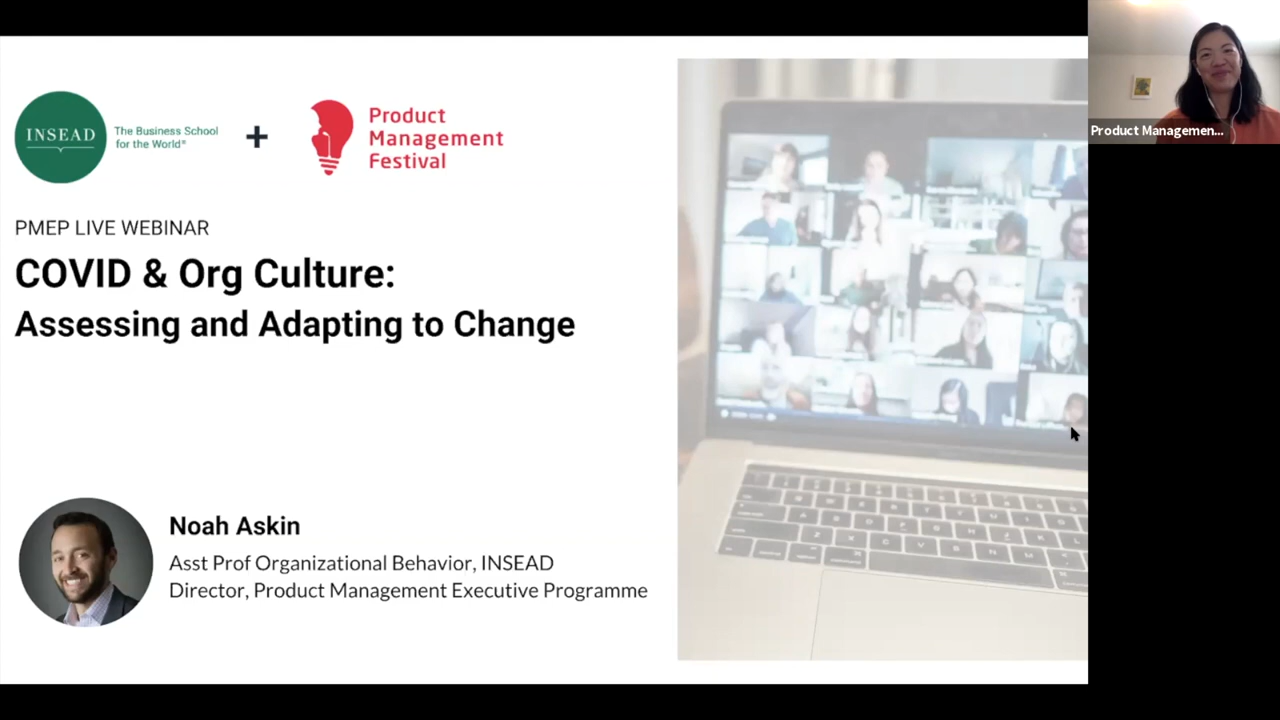 INSEAD
The Business School
for the World®
+
Product
Management
Festival
Product Managemen...
PMEP LIVE WEBINAR
COVID & Org Culture:
Assessing and Adapting to Change
Noah Askin
Asst Prof Organizational Behavior, INSEAD
Director, Product Management Executive Programme